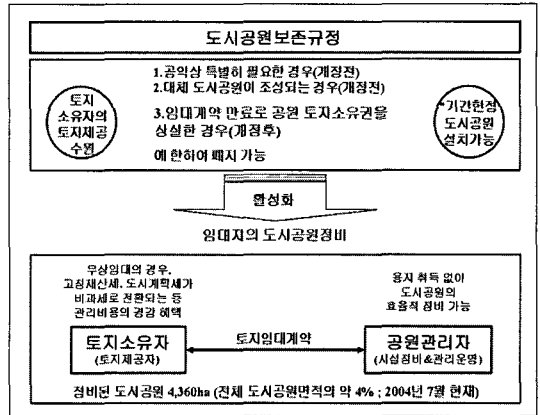 도시공원보존규정
토지
소유자의
토지제공
수월
1.공익상 특별히 필요한 경우(개정전)
2.대체 도시공원이 조성되는 경우(개정전)
3.임대계약 만료로 공원 토지소유권을
상실한 경우(개정후)
에 한하여 폐지 가능
기간한정
도시공원
설치가능
활성화
임대자의 도시공원정비
무상임대의 경우,
고정재산세, 도시계획세가
비과세로 전환되는 등
관리비용의 경감 혜택
용지 취득 없이
도시공원의
효율적 정비 가능
토지소유자
(토지제공자)
토지임대계약
공원관리자
(시설정비&관리운영)
정비된 도시공원 4,360ha (전체 도시공원면적의 약 4% ; 2004년 7월 현재)